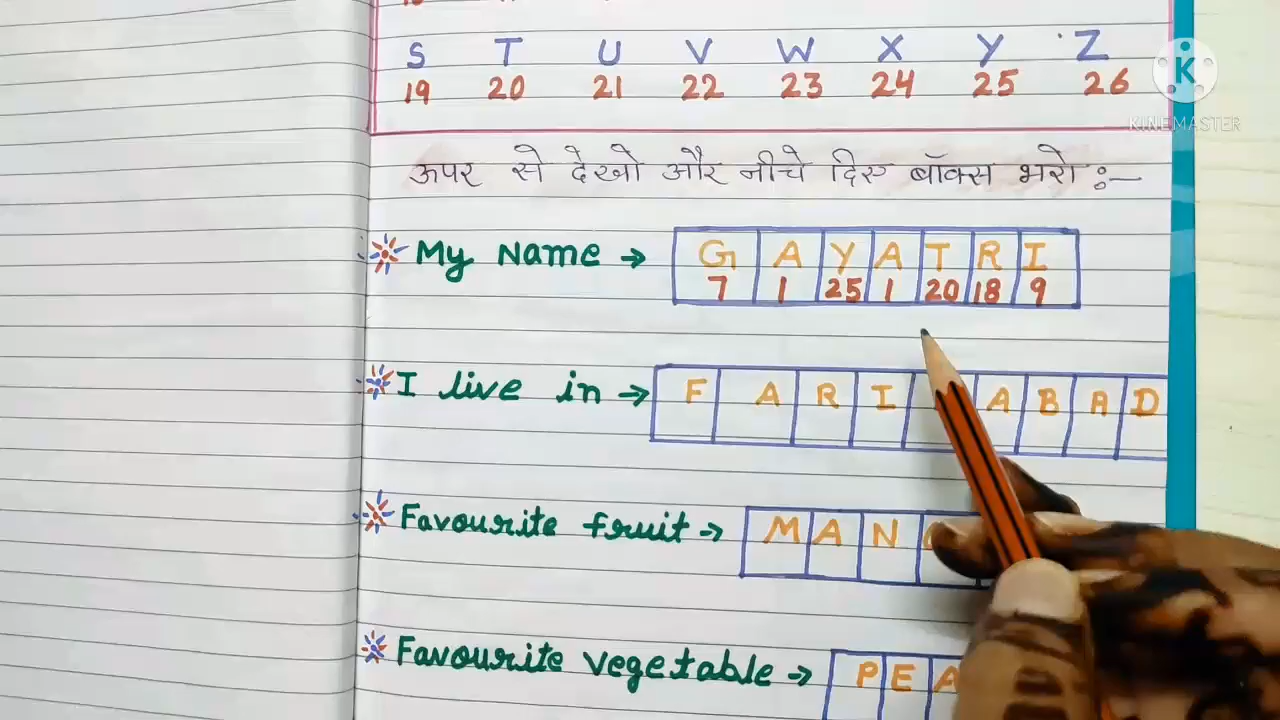 S T U V W X Y Z
19 20 21 22 23 24 25 26
K
KINEMASTER
ऊपर से देखो और नीचे दिए बॉक्स भरो :-
My Name → G A Y A T R I
7 1 25 1 20 18 9
I live in → F A R I A B A D
Favourite fruit → M A N
Favourite vegetable → P E A